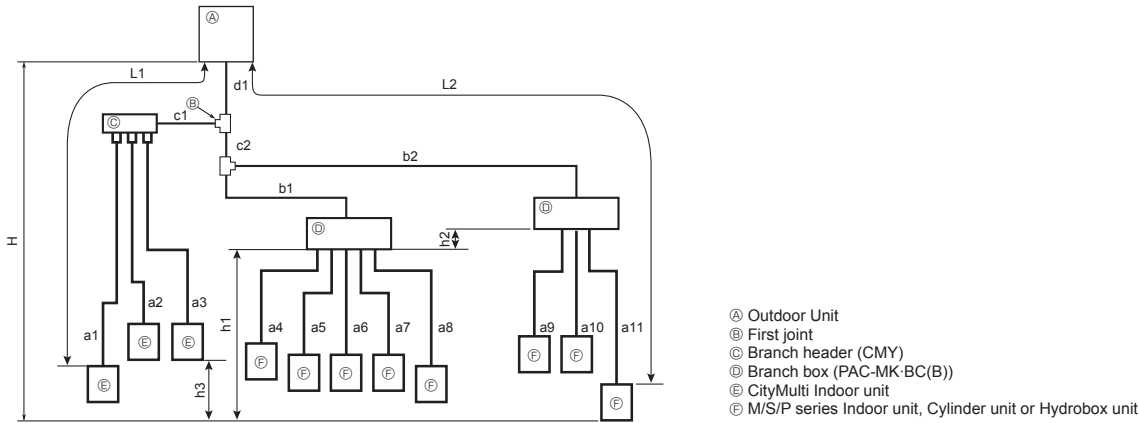 Ⓐ
L1
d1
L2
Ⓑ
Ⓒ
c1
c2
b2
b1
H
Ⓓ
Ⓓ
h2
a1
a2
a3
h1
a4
a5
a6
a7
a8
a9
a10
a11
Ⓔ
Ⓔ
Ⓔ
h3
Ⓕ
Ⓕ
Ⓕ
Ⓕ
Ⓕ
Ⓕ
Ⓕ
Ⓕ
Ⓐ Outdoor Unit
Ⓑ First joint
Ⓒ Branch header (CMY)
Ⓓ Branch box (PAC-MK·BC(B))
Ⓔ CityMulti Indoor unit
Ⓕ M/S/P series Indoor unit, Cylinder unit or Hydrobox unit